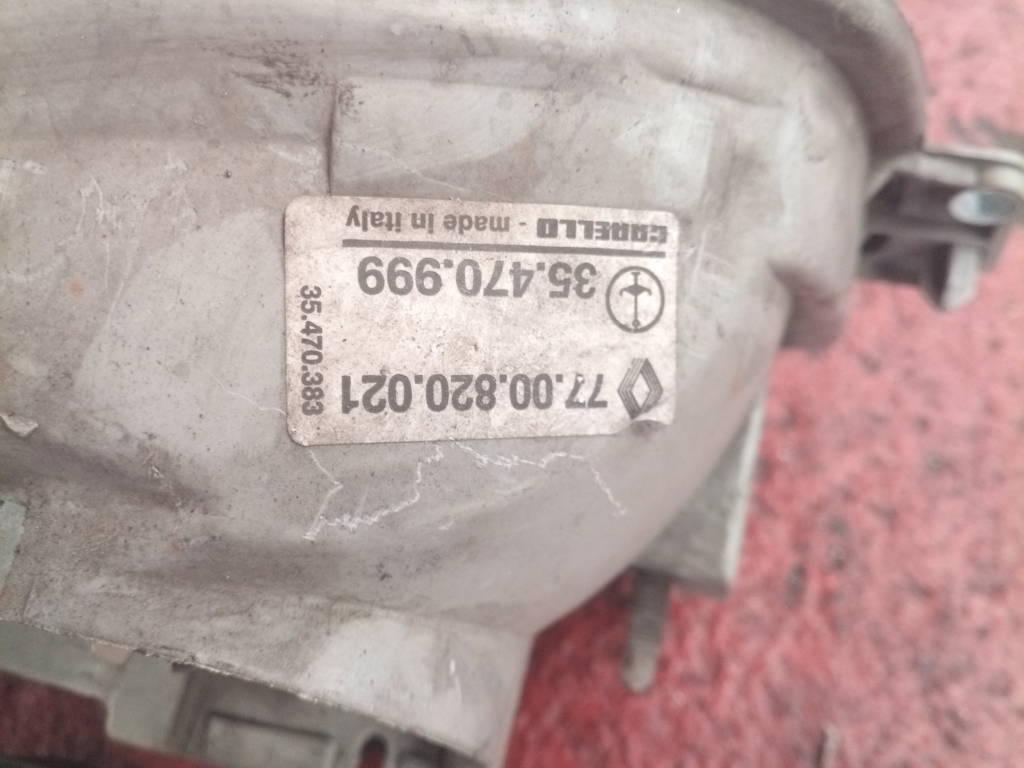 CARELLO - made in italy
35.470.999
77.00.820.021
35.470.383